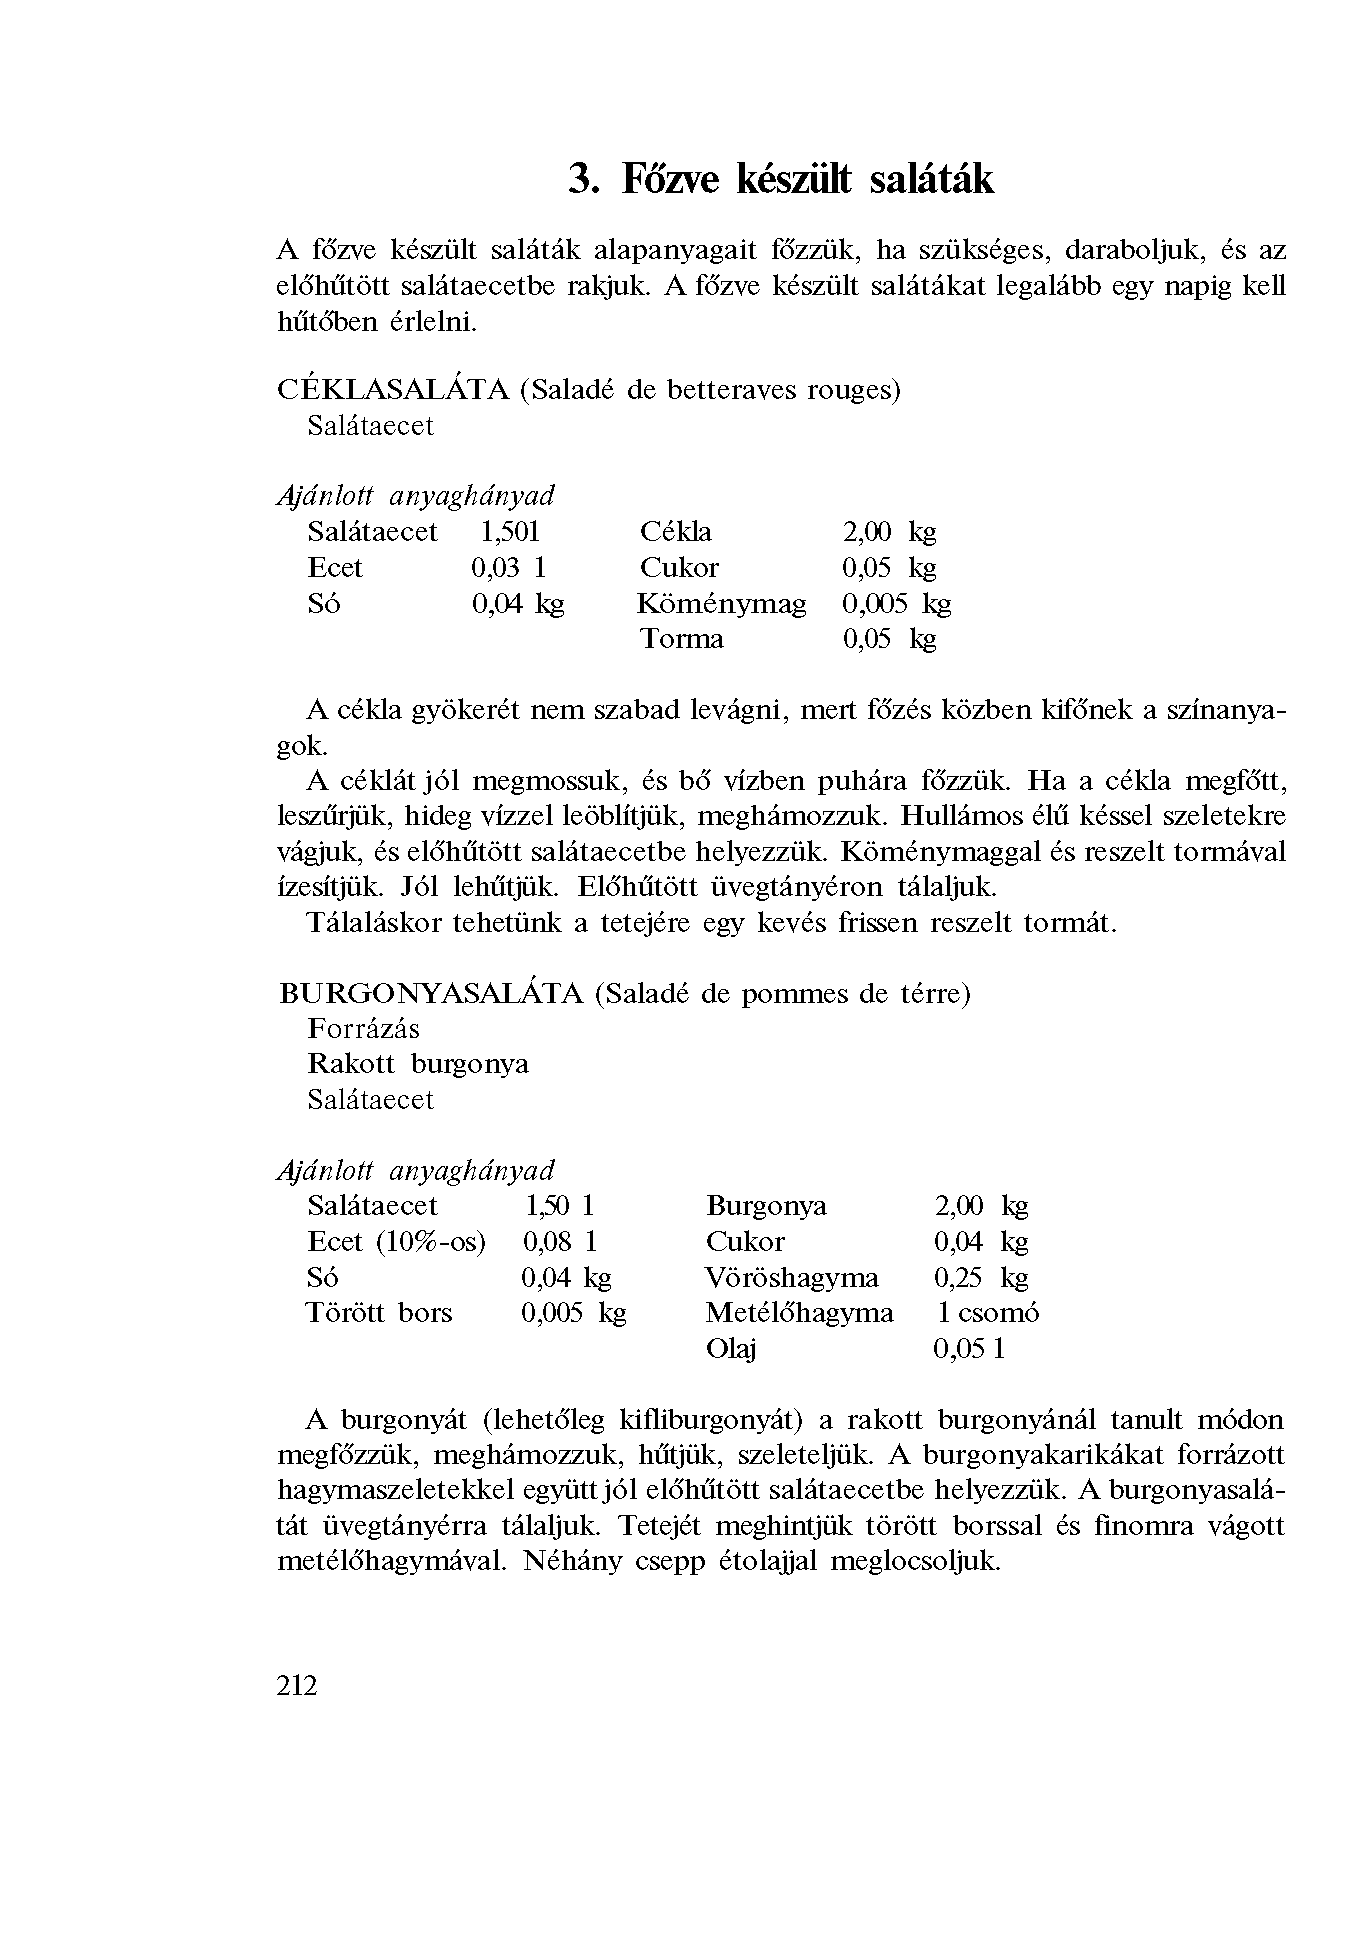 3. Főzve készült saláták
A főzve készült saláták alapanyagait főzzük, ha szükséges, daraboljuk, és az
előhűtött salátaecetbe rakjuk. A főzve készült salátákat legalább egy napig kell
hűtőben érlelni.
CÉKLASALÁTA (Saladé de betteraves rouges)
Salátaecet
Ajánlott anyaghányad
Salátaecet 1,50l Cékla 2,00 kg
Ecet 0,03 l Cukor 0,05 kg
Só 0,04 kg Köménymag 0,005 kg
Torma 0,05 kg
A cékla gyökerét nem szabad levágni, mert főzés közben kifőnek a színanya-
gok.
A céklát jól megmossuk, és bő vízben puhára főzzük. Ha a cékla megfőtt,
leszűrjük, hideg vízzel leöblítjük, meghámozzuk. Hullámos élű késsel szeletekre
vágjuk, és előhűtött salátaecetbe helyezzük. Köménymaggal és reszelt tormával
ízesítjük. Jól lehűtjük. Előhűtött üvegtányéron tálaljuk.
Tálaláskor tehetünk a tetejére egy kevés frissen reszelt tormát.
BURGONYASALÁTA (Saladé de pommes de térre)
Forrázás
Rakott burgonya
Salátaecet
Ajánlott anyaghányad
Salátaecet 1,50 l Burgonya 2,00 kg
Ecet (10%-os) 0,08 l Cukor 0,04 kg
Só 0,04 kg Vöröshagyma 0,25 kg
Törött bors 0,005 kg Metélőhagyma 1 csomó
Olaj 0,05 l
A burgonyát (lehetőleg kifliburgonyát) a rakott burgonyánál tanult módon
megfőzzük, meghámozzuk, hűtjük, szeleteljük. A burgonyakarikákat forrázott
hagymaszeletekkel együtt jól előhűtött salátaecetbe helyezzük. A burgonyasalá-
tát üvegtányérra tálaljuk. Tetejét meghintjük törött borssal és finomra vágott
metélőhagymával. Néhány csepp étolajjal meglocsoljuk.
212